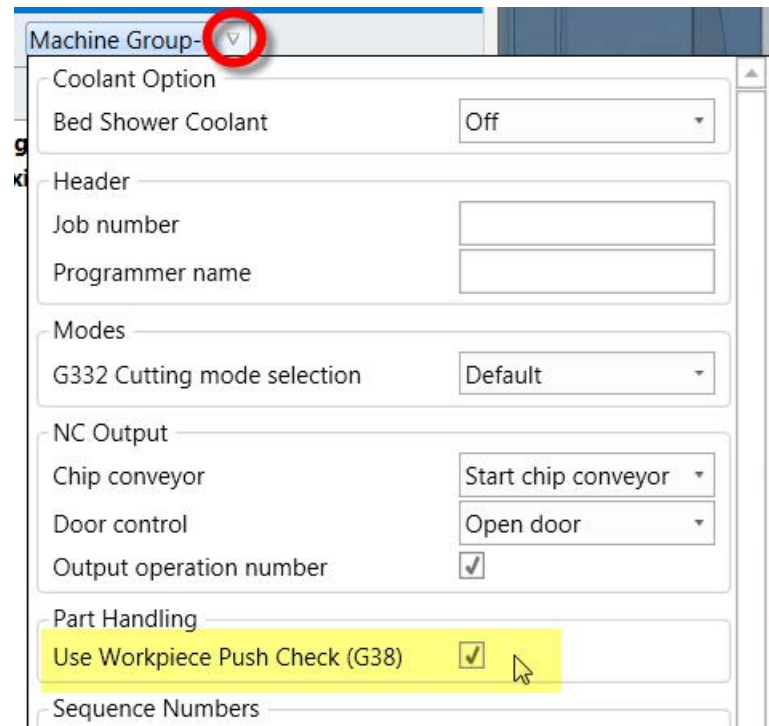 Machine Group-
Coolant Option
Bed Shower Coolant Off
Header
Job number
Programmer name
Modes
G332 Cutting mode selection Default
NC Output
Chip conveyor Start chip conveyor
Door control Open door
Output operation number
Part Handling
Use Workpiece Push Check (G38)
Sequence Numbers